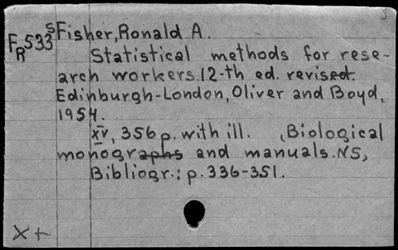 Fisher, Ronald A.
FR533S
Statistical methods for rese-
arch workers. 12-th ed. revised.
Edinburgh-London, Oliver and Boyd,
1954.
XV, 356 p. with ill. (Biological
monographs and manuals. NS,
Bibliogr.: p. 336-351.
X+